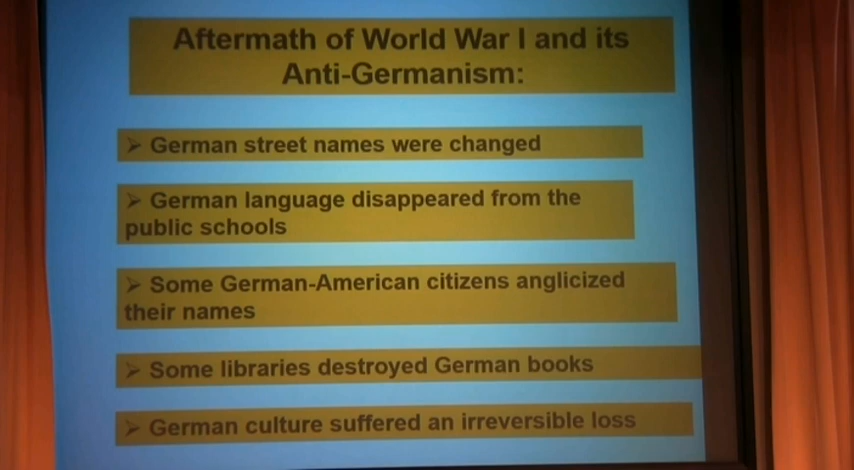 Aftermath of World War I and its
Anti-Germanism:
➢ German street names were changed
➢ German language disappeared from the
public schools
➢ Some German-American citizens anglicized
their names
➢ Some libraries destroyed German books
➢ German culture suffered an irreversible loss